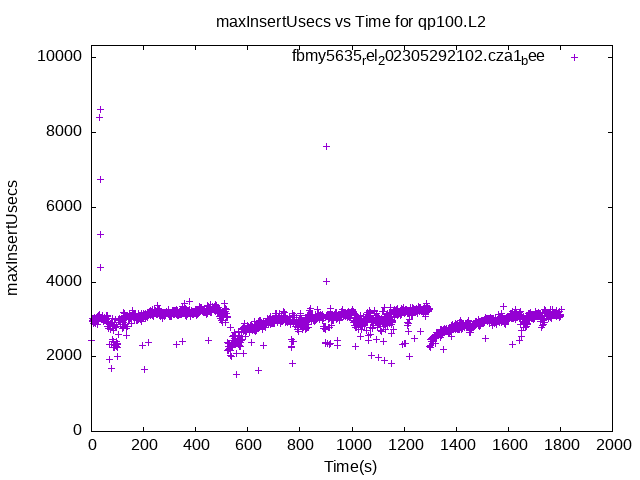 maxInsertUsecs vs Time for qp100.L2
fbmy5635rel202305292102.cza1bee
10000
8000
6000
4000
2000
0
maxInsertUsecs
0 200 400 600 800 1000 1200 1400 1600 1800 2000
Time(s)